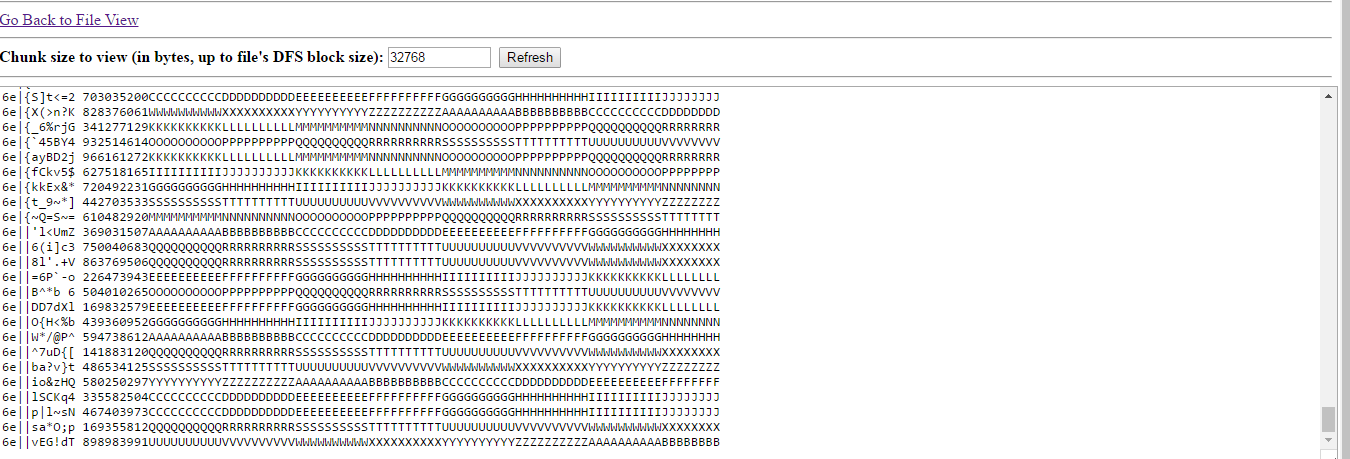 Go Back to File View
Chunk size to view (in bytes, up to file's DFS block size): 32768 Refresh
6e|{S]t<=2 703035200CCCCCCCCCCDDDDDDDDDDEEEEEEEEEEFFFFFFFFFFGGGGGGGGGGHHHHHHHHHHIIIIIIIIIIJJJJJJJJ
6e|{X(>n?K 828376061WWWWWWWWWWXXXXXXXXXXYYYYYYYYYYZZZZZZZZZZAAAAAAAAAABBBBBBBBBBCCCCCCCCCCDDDDDDDD
6e|{_6%rjG 341277129KKKKKKKKKKLLLLLLLLLLMMMMMMMMMMNNNNNNNNNNOOOOOOOOOOPPPPPPPPPPQQQQQQQQQQRRRRRRRR
6e|{`45BY4 932514614OOOOOOOOOOPPPPPPPPPPQQQQQQQQQQRRRRRRRRRRSSSSSSSSSSTTTTTTTTTTUUUUUUUUUUVVVVVVVV
6e|{ayBD2j 966161272KKKKKKKKKKLLLLLLLLLLMMMMMMMMMMNNNNNNNNNNOOOOOOOOOOPPPPPPPPPPQQQQQQQQQQRRRRRRRR
6e|{fCkv5$ 627518165IIIIIIIIIIJJJJJJJJJJKKKKKKKKKKLLLLLLLLLLMMMMMMMMMMNNNNNNNNNNOOOOOOOOOOPPPPPPPP
6e|{kkEx&* 720492231GGGGGGGGGGHHHHHHHHHHIIIIIIIIIIJJJJJJJJJJKKKKKKKKKKLLLLLLLLLLMMMMMMMMMMNNNNNNNN
6e|{t_9~*] 442703533SSSSSSSSSSTTTTTTTTTTUUUUUUUUUUVVVVVVVVVVWWWWWWWWWWXXXXXXXXXXYYYYYYYYYYZZZZZZZZ
6e|{~Q=S~= 610482920MMMMMMMMMMNNNNNNNNNNOOOOOOOOOOPPPPPPPPPPQQQQQQQQQQRRRRRRRRRRSSSSSSSSSSTTTTTTTT
6e||'l<UmZ 369031507AAAAAAAAAABBBBBBBBBBCCCCCCCCCCDDDDDDDDDDEEEEEEEEEEFFFFFFFFFFGGGGGGGGGGHHHHHHHH
6e||6(i]c3 750040683QQQQQQQQQQRRRRRRRRRRSSSSSSSSSSTTTTTTTTTTUUUUUUUUUUVVVVVVVVVVWWWWWWWWWWXXXXXXXX
6e||8l'.+V 863769506QQQQQQQQQQRRRRRRRRRRSSSSSSSSSSTTTTTTTTTTUUUUUUUUUUVVVVVVVVVVWWWWWWWWWWXXXXXXXX
6e||=6P`-o 226473943EEEEEEEEEEFFFFFFFFFFGGGGGGGGGGHHHHHHHHHHIIIIIIIIIIJJJJJJJJJJKKKKKKKKKKLLLLLLLL
6e||B^*b 6 504010265OOOOOOOOOOPPPPPPPPPPQQQQQQQQQQRRRRRRRRRRSSSSSSSSSSTTTTTTTTTTUUUUUUUUUUVVVVVVVV
6e||DD7dXl 169832579EEEEEEEEEEFFFFFFFFFFGGGGGGGGGGHHHHHHHHHHIIIIIIIIIIJJJJJJJJJJKKKKKKKKKKLLLLLLLL
6e||O{H<%b 439360952GGGGGGGGGGHHHHHHHHHHIIIIIIIIIIJJJJJJJJJJKKKKKKKKKKLLLLLLLLLLMMMMMMMMMMNNNNNNNN
6e||W*/@P^ 594738612AAAAAAAAAABBBBBBBBBBCCCCCCCCCCDDDDDDDDDDEEEEEEEEEEFFFFFFFFFFGGGGGGGGGGHHHHHHHH
6e||^7uD{[ 141883120QQQQQQQQQQRRRRRRRRRRSSSSSSSSSSTTTTTTTTTTUUUUUUUUUUVVVVVVVVVVWWWWWWWWWWXXXXXXXX
6e||ba?v}t 486534125SSSSSSSSSSTTTTTTTTTTUUUUUUUUUUVVVVVVVVVVWWWWWWWWWWXXXXXXXXXXYYYYYYYYYYZZZZZZZZ
6e||io&zHQ 580250297YYYYYYYYYYZZZZZZZZZZAAAAAAAAAABBBBBBBBBBCCCCCCCCCCDDDDDDDDDDEEEEEEEEEEFFFFFFFF
6e||lSCKq4 335582504CCCCCCCCCCDDDDDDDDDDEEEEEEEEEEFFFFFFFFFFGGGGGGGGGGHHHHHHHHHHIIIIIIIIIIJJJJJJJJ
6e||p|l~sN 467403973CCCCCCCCCCDDDDDDDDDDEEEEEEEEEEFFFFFFFFFFGGGGGGGGGGHHHHHHHHHHIIIIIIIIIIJJJJJJJJ
6e||sa*O;p 169355812QQQQQQQQQQRRRRRRRRRRSSSSSSSSSSTTTTTTTTTTUUUUUUUUUUVVVVVVVVVVWWWWWWWWWWXXXXXXXX
6e||vEG!dT 898983991UUUUUUUUUUVVVVVVVVVVWWWWWWWWWWXXXXXXXXXXYYYYYYYYYYZZZZZZZZZZAAAAAAAAAABBBBBBBB